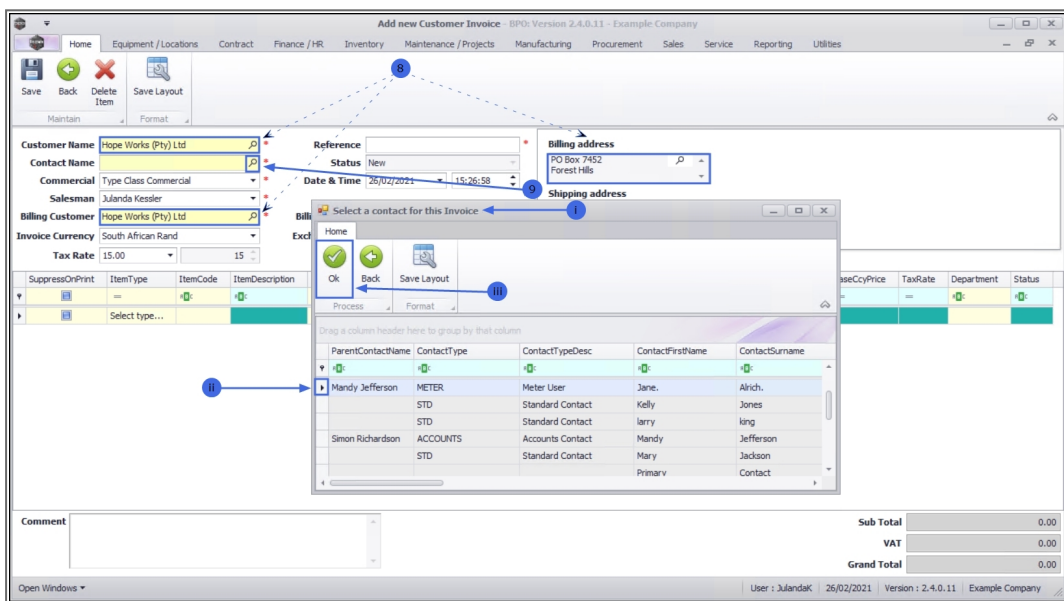 Add new Customer Invoice - BPO: Version 2.4.0.11 - Example Company
Home Equipment / Locations Contract Finance / HR Inventory Maintenance / Projects Manufacturing Procurement Sales Service Reporting Utilities
Save Back Delete Item Save Layout
Maintain Format
8
Customer Name Hope Works (Pty) Ltd * Reference * Billing address
Contact Name * Status New PO Box 7452
Forest Hills
Commercial Type Class Commercial * Date & Time 26/02/2021 15:26:58
9
Salesman Julanda Kessler * Shipping address
Billing Customer Hope Works (Pty) Ltd *
Invoice Currency South African Rand
Tax Rate 15.00 15
SuppressOnPrint ItemType ItemCode ItemDescription TaxRate Department Status
Select type...
Select a contact for this Invoice
i
Home
Ok Back Save Layout
iii
Process Format
Drag a column header here to group by that column
ParentContactName ContactType ContactTypeDesc ContactFirstName ContactSurname
ii
Mandy Jefferson METER Meter User Jane. Alrich.
STD Standard Contact Kelly Jones
STD Standard Contact larry king
Simon Richardson ACCOUNTS Accounts Contact Mandy Jefferson
STD Standard Contact Mary Jackson
Primary Contact
Comment
Sub Total 0.00
VAT 0.00
Grand Total 0.00
Open Windows User : JulandaK 26/02/2021 Version : 2.4.0.11 Example Company